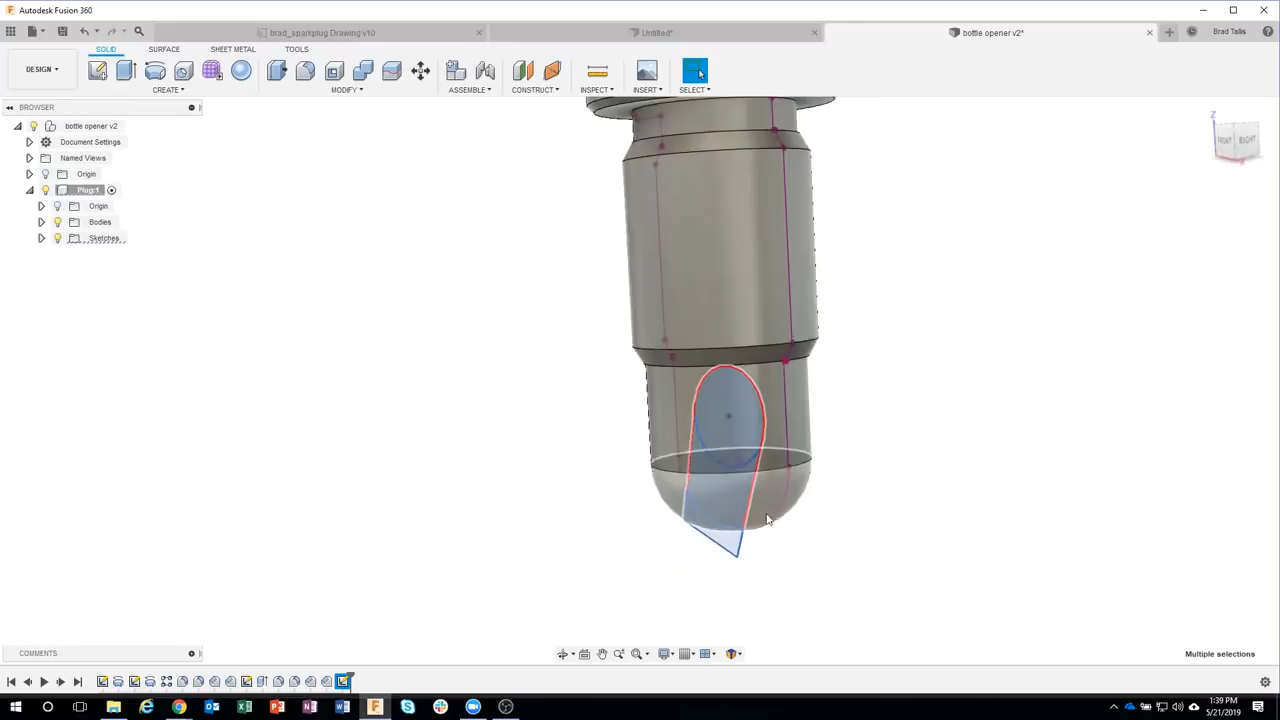 Autodesk Fusion 360
brad_sparkplug Drawing v10
Untitled*
bottle opener v2*
Brad Tallis
SOLID
SURFACE
SHEET METAL
TOOLS
DESIGN
CREATE
MODIFY
ASSEMBLE
CONSTRUCT
INSPECT
INSERT
SELECT
BROWSER
bottle opener v2
Document Settings
Named Views
Origin
Plug:1
Origin
Bodies
Sketches
Z
FRONT
RIGHT
COMMENTS
Multiple selections
1:39 PM
5/21/2019